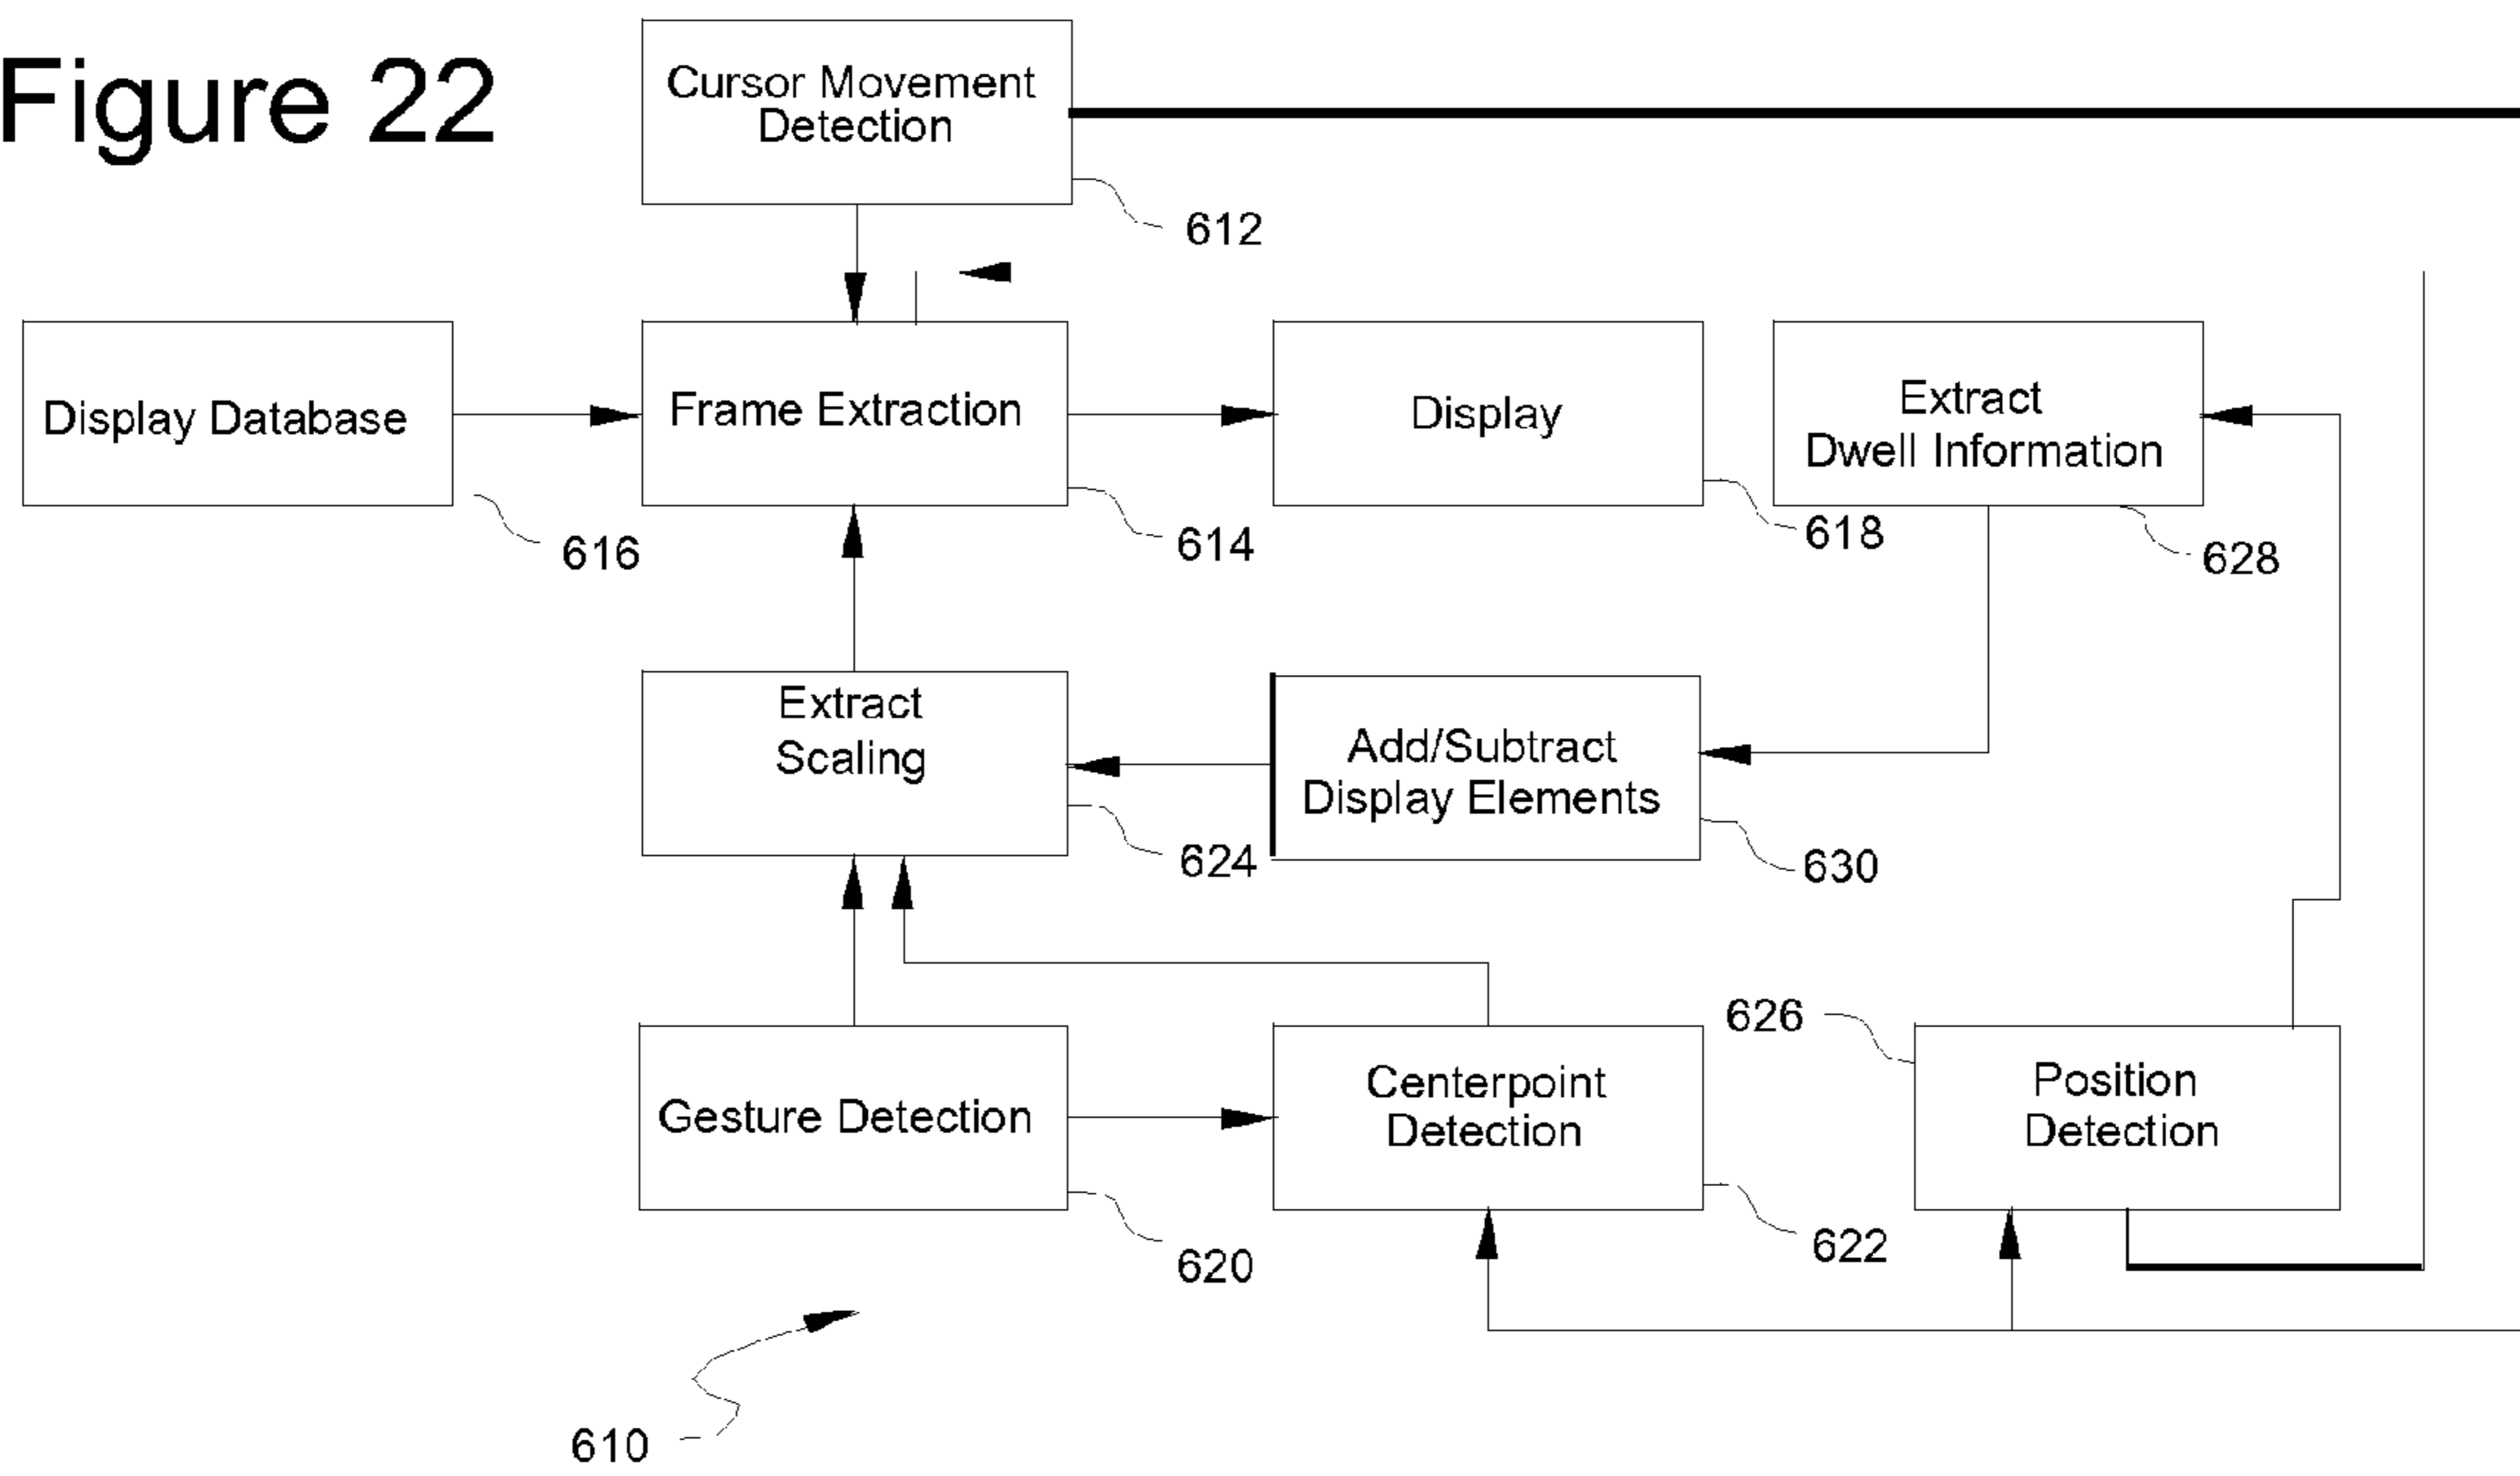 Figure 22
Cursor Movement
Detection
612
Display Database
616
Frame Extraction
614
Display
618
Extract
Dwell Information
628
Extract
Scaling
624
Add/Subtract
Display Elements
630
Gesture Detection
620
Centerpoint
Detection
622
626
Position
Detection
610